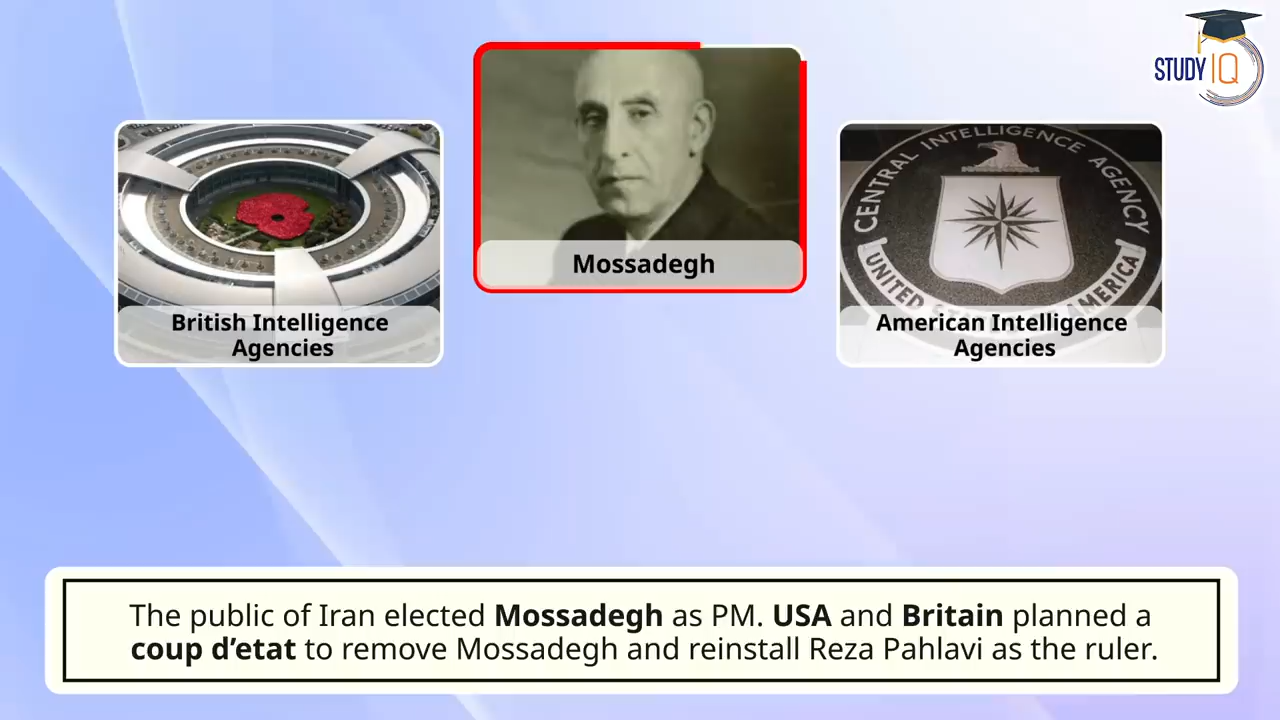 STUDY IQ
Mossadegh
British Intelligence
Agencies
CENTRAL INTELLIGENCE AGENCY
UNITED AMERICA
American Intelligence
Agencies
The public of Iran elected Mossadegh as PM. USA and Britain planned a
coup d’etat to remove Mossadegh and reinstall Reza Pahlavi as the ruler.